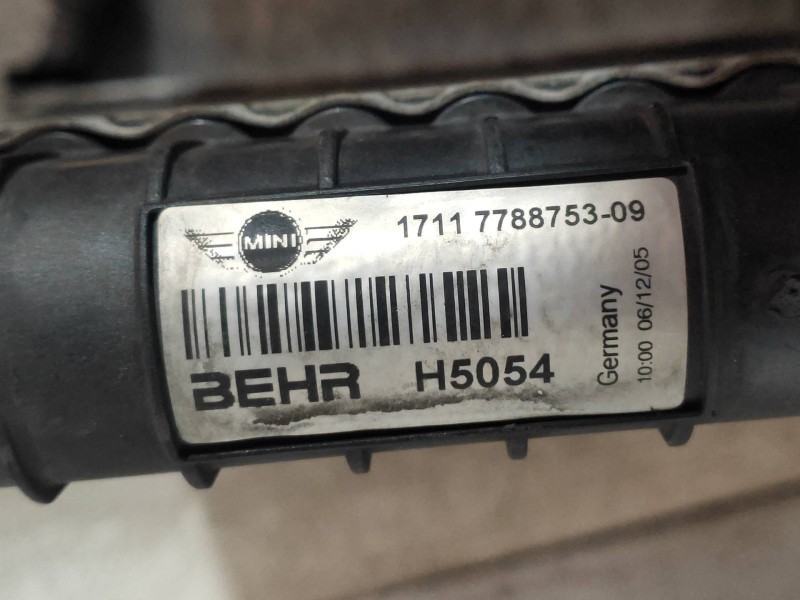 MINI
1711 7788753-09
BEHR H5054
Germany
10:00 06/12/05